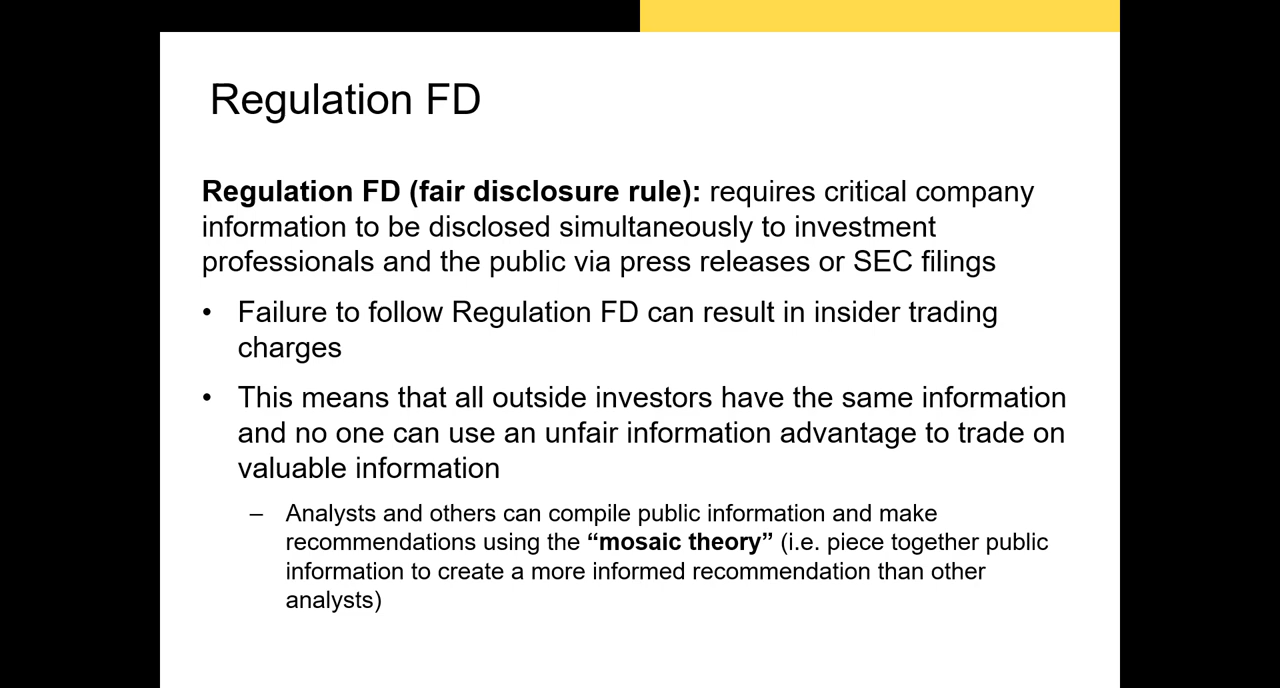 Regulation FD
Regulation FD (fair disclosure rule): requires critical company
information to be disclosed simultaneously to investment
professionals and the public via press releases or SEC filings
• Failure to follow Regulation FD can result in insider trading
charges
• This means that all outside investors have the same information
and no one can use an unfair information advantage to trade on
valuable information
– Analysts and others can compile public information and make
recommendations using the “mosaic theory” (i.e. piece together public
information to create a more informed recommendation than other
analysts)